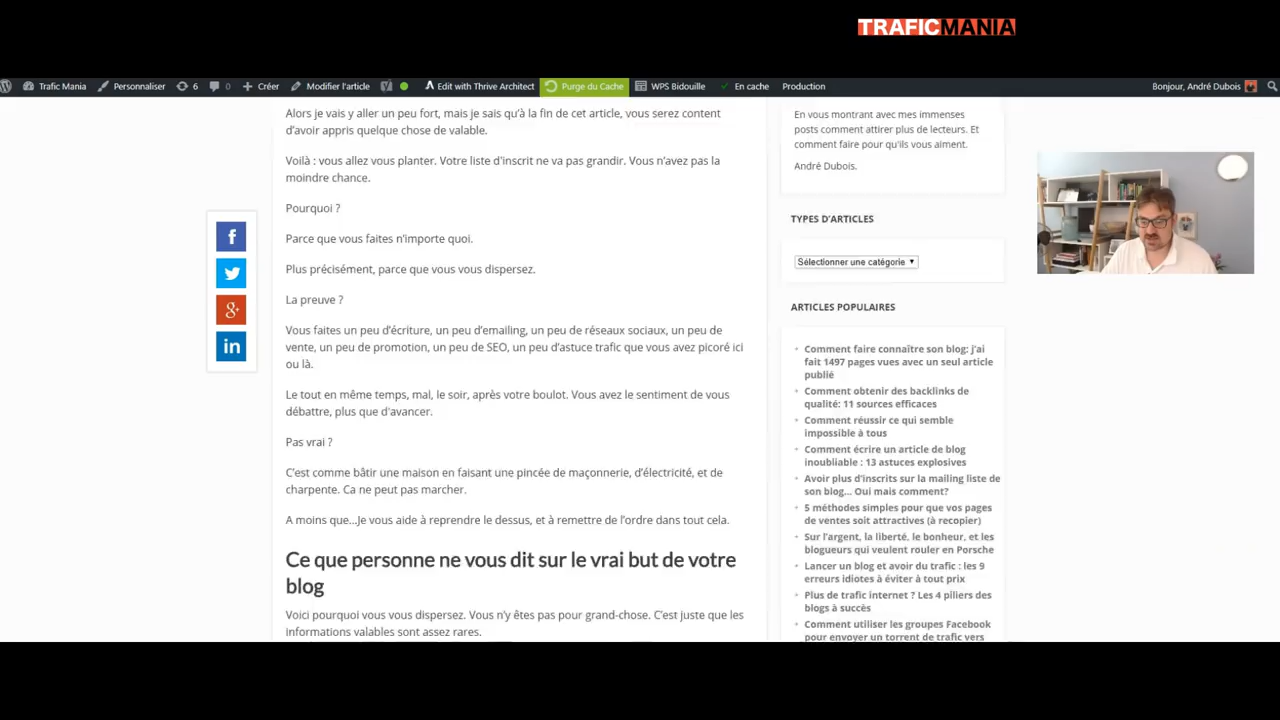 TRAFICMANIA
Trafic Mania
Personnaliser
6
0
Créer
Modifier l'article
Edit with Thrive Architect
Purge du Cache
WPS Bidouille
En cache
Production
Bonjour, André Dubois
Alors je vais y aller un peu fort, mais je sais qu'à la fin de cet article, vous serez content
d'avoir appris quelque chose de valable.
Voilà : vous allez vous planter. Votre liste d'inscrit ne va pas grandir. Vous n'avez pas la
moindre chance.
Pourquoi ?
Parce que vous faites n'importe quoi.
Plus précisément, parce que vous vous dispersez.
La preuve ?
Vous faites un peu d'écriture, un peu d'emailing, un peu de réseaux sociaux, un peu de
vente, un peu de promotion, un peu de SEO, un peu d'astuce trafic que vous avez picoré ici
ou là.
Le tout en même temps, mal, le soir, après votre boulot. Vous avez le sentiment de vous
débattre, plus que d'avancer.
Pas vrai ?
C'est comme bâtir une maison en faisant une pincée de maçonnerie, d'électricité, et de
charpente. Ca ne peut pas marcher.
A moins que...Je vous aide à reprendre le dessus, et à remettre de l'ordre dans tout cela.
Ce que personne ne vous dit sur le vrai but de votre
blog
Voici pourquoi vous vous dispersez. Vous n'y êtes pas pour grand-chose. C'est juste que les
informations valables sont assez rares.
f
g+
in
En vous montrant avec mes immenses
posts comment attirer plus de lecteurs. Et
comment faire pour qu'ils vous aiment.
André Dubois.
TYPES D'ARTICLES
Sélectionner une catégorie
ARTICLES POPULAIRES
Comment faire connaître son blog: j'ai
fait 1497 pages vues avec un seul article
publié
Comment obtenir des backlinks de
qualité: 11 sources efficaces
Comment réussir ce qui semble
impossible à tous
Comment écrire un article de blog
inoubliable : 13 astuces explosives
Avoir plus d'inscrits sur la mailing liste de
son blog... Oui mais comment?
5 méthodes simples pour que vos pages
de ventes soit attractives (à recopier)
Sur l'argent, la liberté, le bonheur, et les
blogueurs qui veulent rouler en Porsche
Lancer un blog et avoir du trafic : les 9
erreurs idiotes à éviter à tout prix
Plus de trafic internet ? Les 4 piliers des
blogs à succès
Comment utiliser les groupes Facebook
pour envoyer un torrent de trafic vers